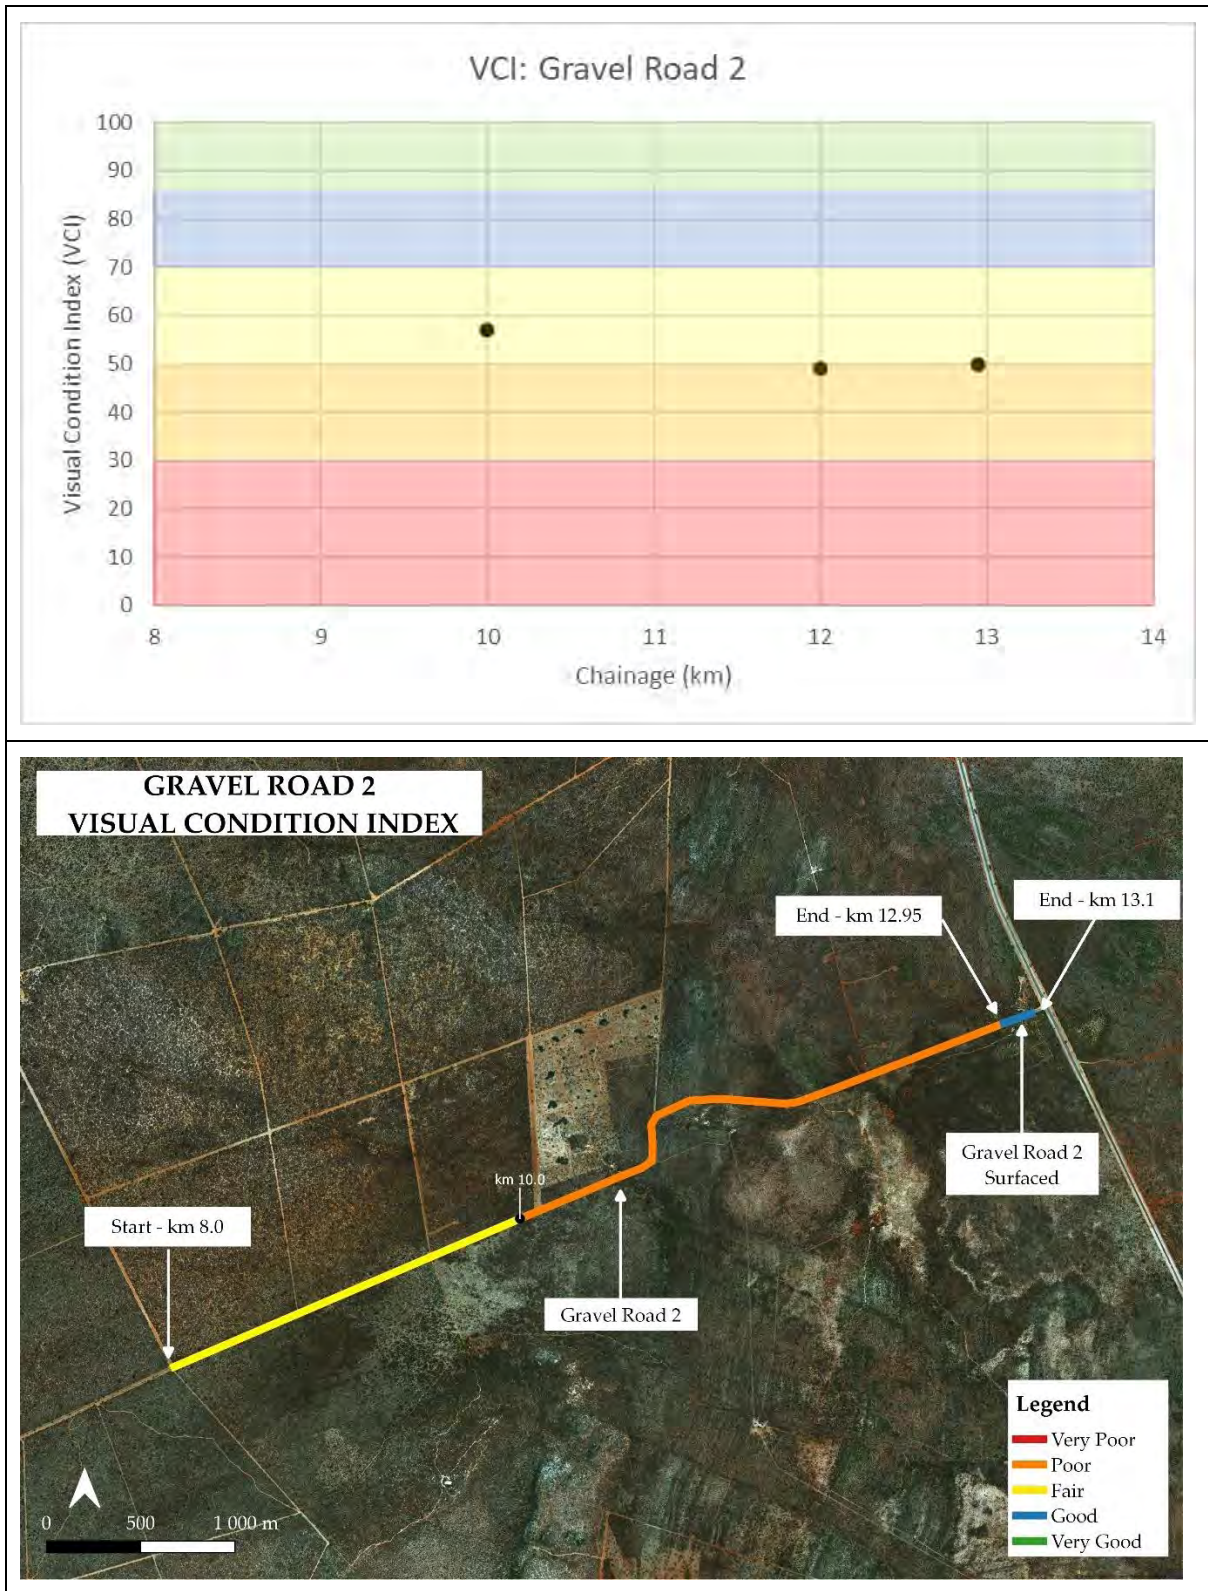 VCI: Gravel Road 2
Visual Condition Index (VCI)
100
90
80
70
60
50
40
30
20
10
0
8 9 10 11 12 13 14
Chainage (km)
GRAVEL ROAD 2
VISUAL CONDITION INDEX
End - km 12.95
End - km 13.1
km 10.0
Start - km 8.0
Gravel Road 2
Surfaced
Gravel Road 2
Legend
Very Poor
Poor
Fair
Good
Very Good
0 500 1 000 m